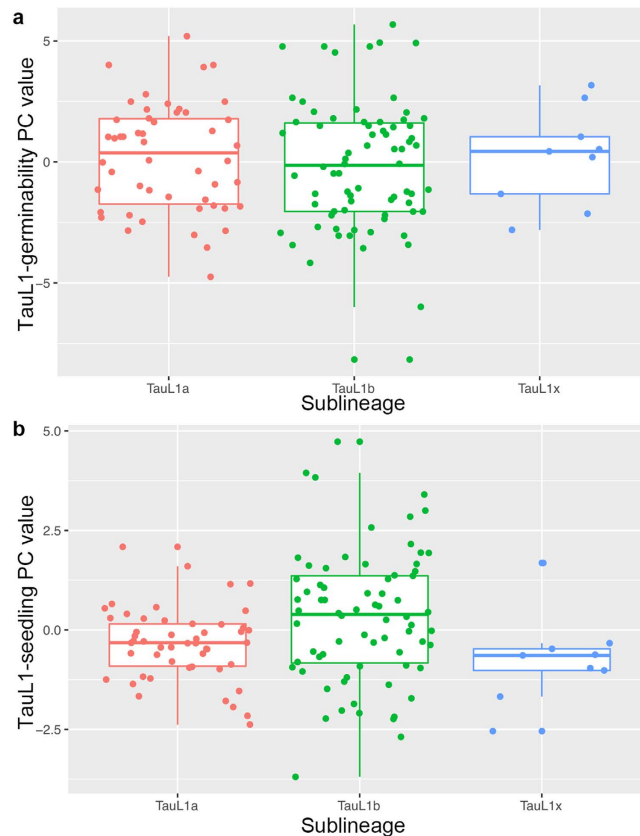 a
TauL1-germinability PC value
5
0
−5
TauL1a TauL1b TauL1x
Sublineage
b
TauL1-seedling PC value
5.0
2.5
0.0
−2.5
TauL1a TauL1b TauL1x
Sublineage